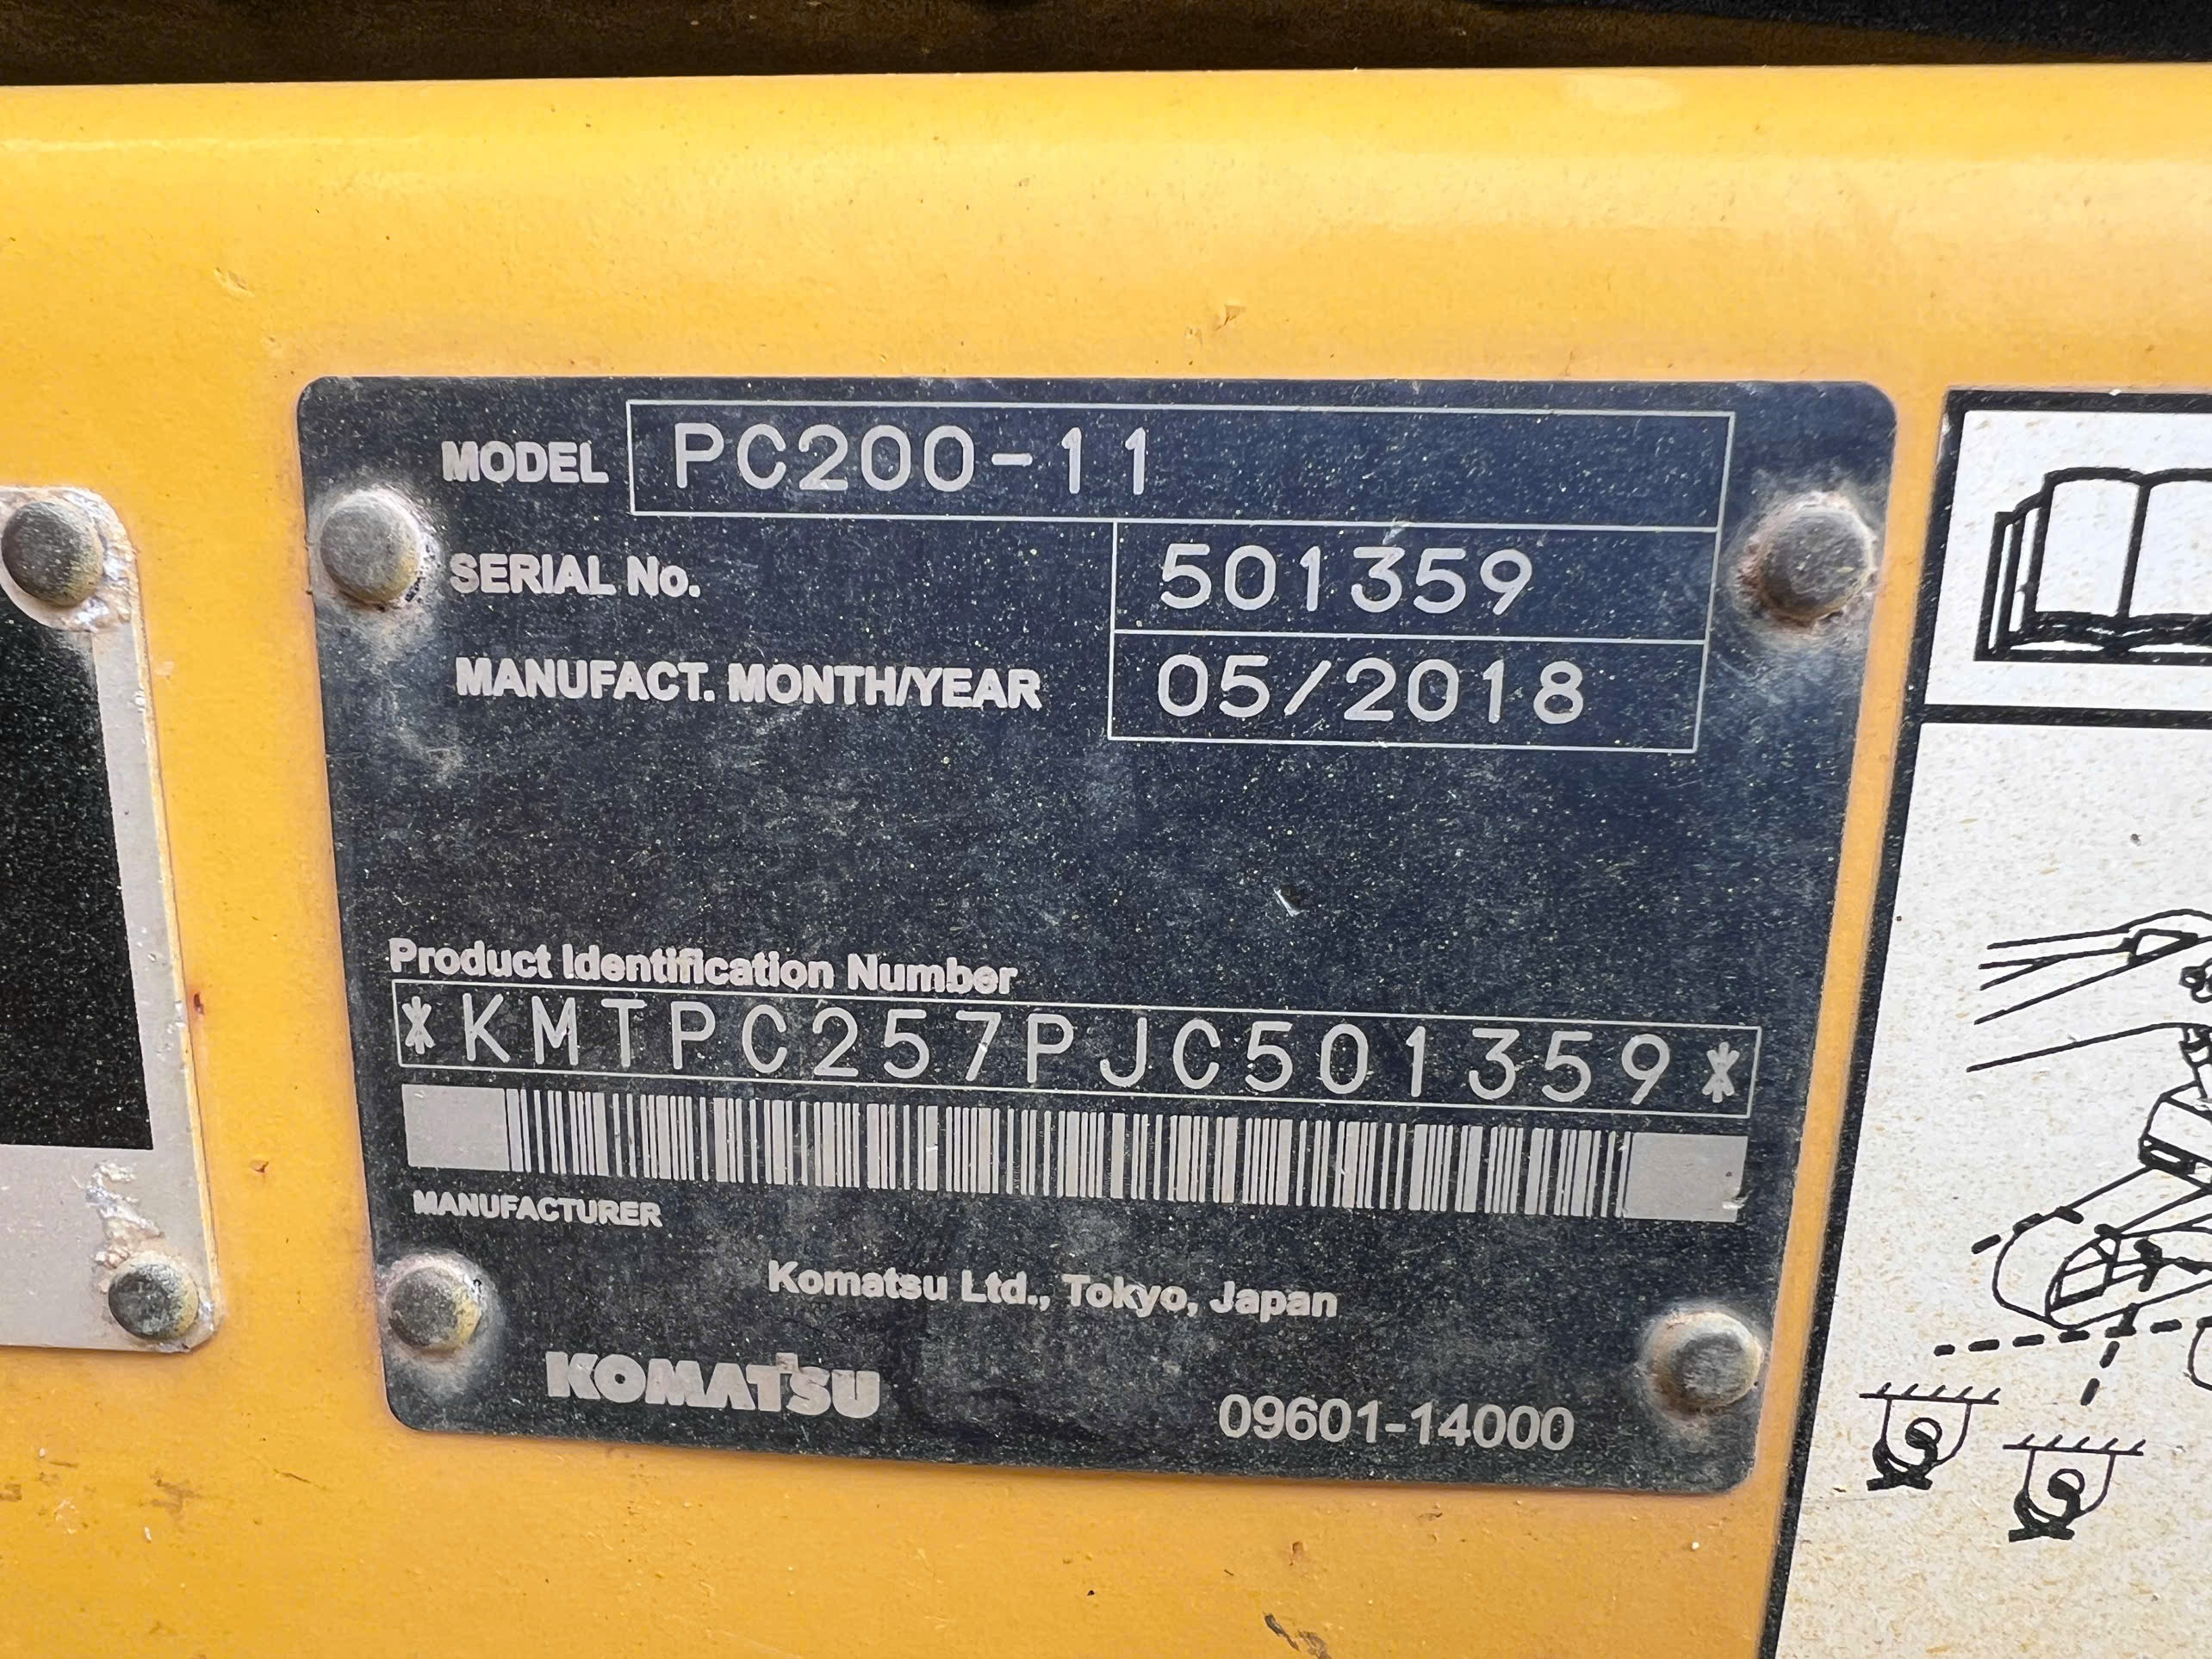 MODEL PC200-11
SERIAL No. 501359
MANUFACT. MONTH/YEAR 05/2018
Product Identification Number
*KMTPC257PJC501359*
MANUFACTURER
Komatsu Ltd., Tokyo, Japan
KOMATSU 09601-14000